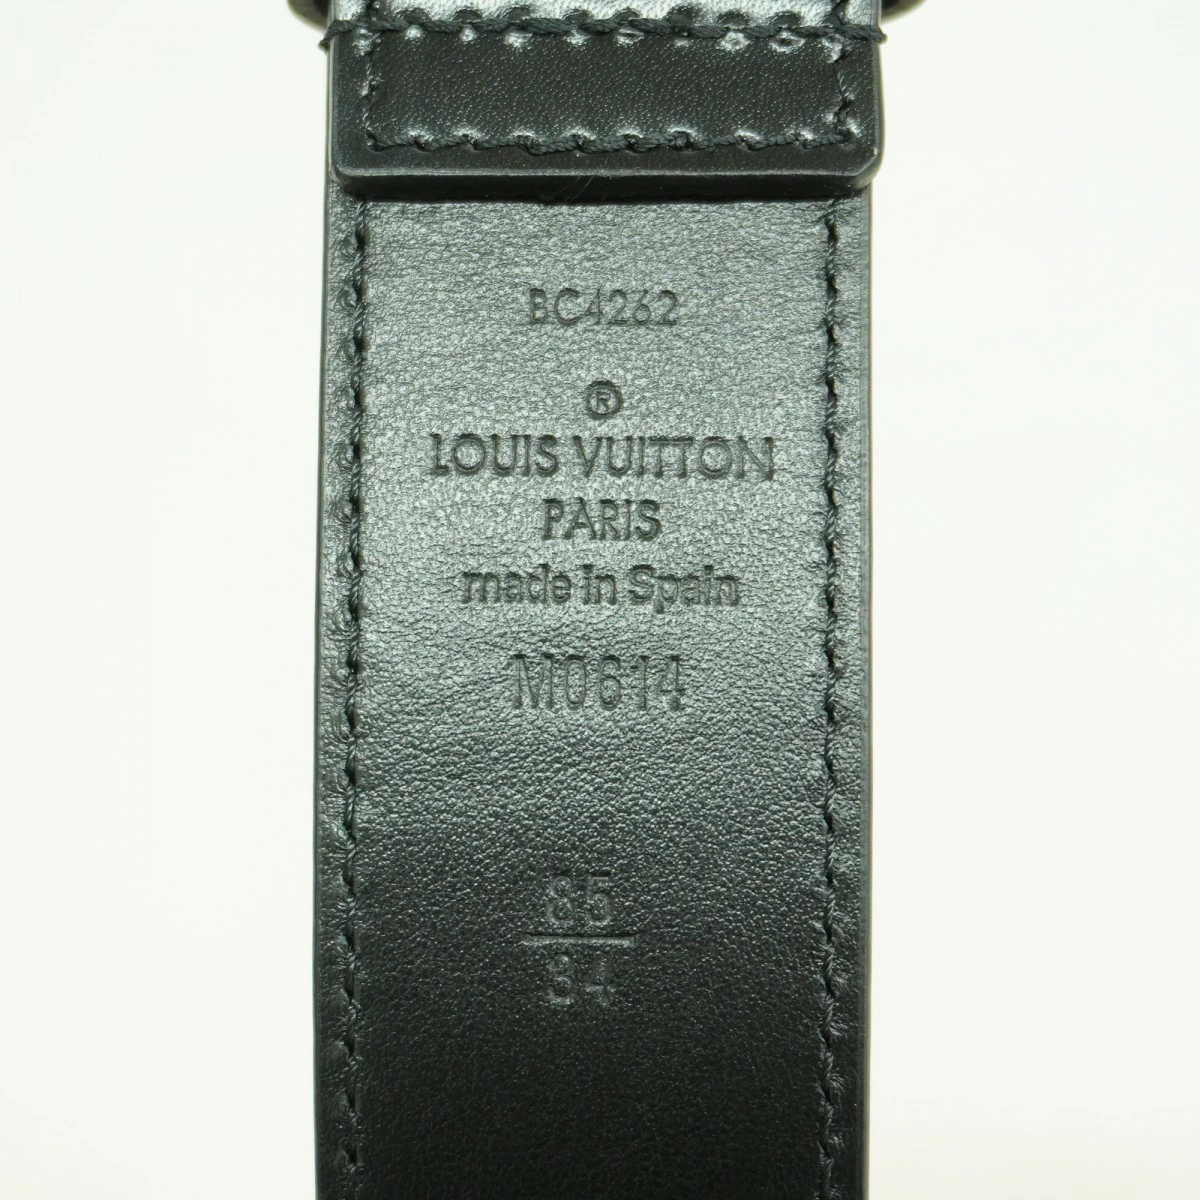 BC4262
®
LOUIS VUITTON
PARIS
made in Spain
M0614
85
34